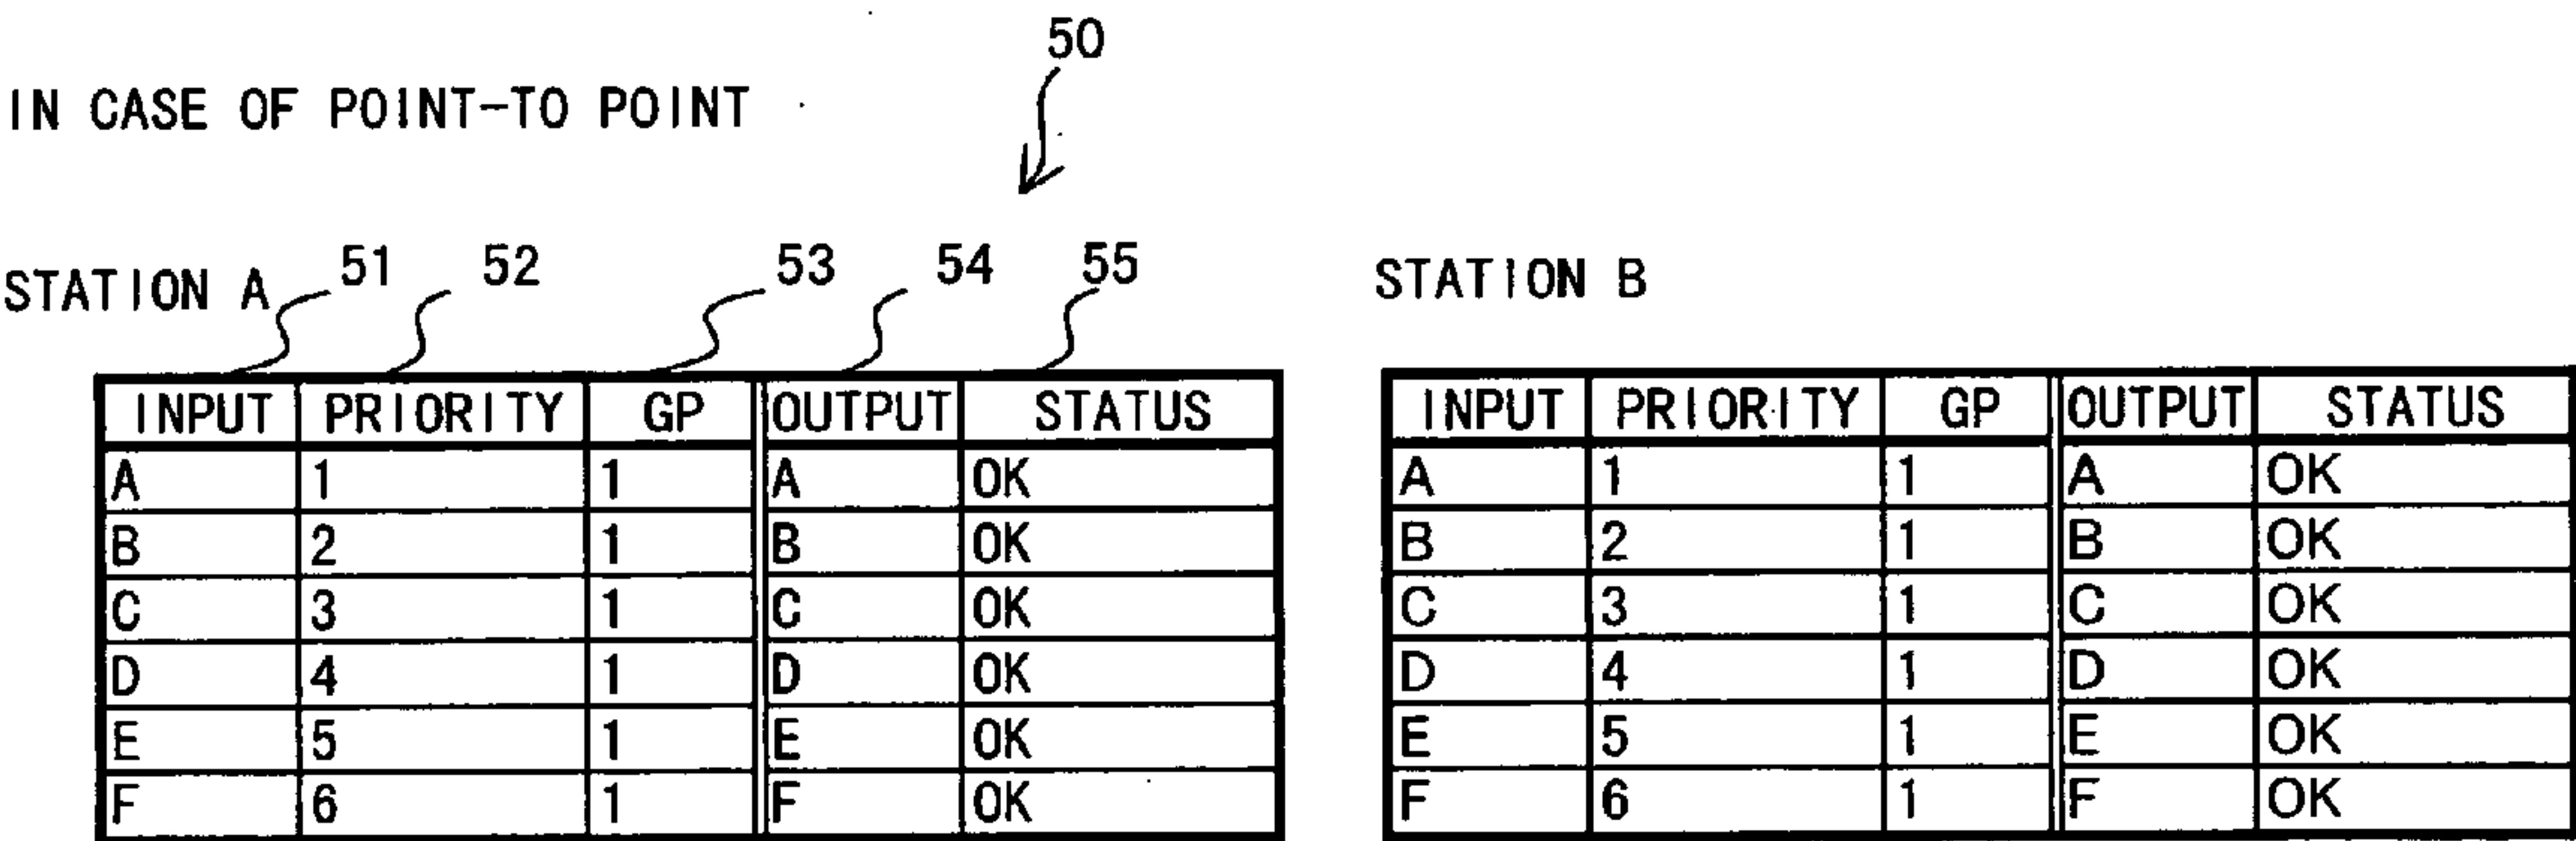 50
IN CASE OF POINT-TO POINT
STATION A 51 52 53 54 55
INPUT PRIORITY GP OUTPUT STATUS
A 1 1 A OK
B 2 1 B OK
C 3 1 C OK
D 4 1 D OK
E 5 1 E OK
F 6 1 F OK
STATION B
INPUT PRIORITY GP OUTPUT STATUS
A 1 1 A OK
B 2 1 B OK
C 3 1 C OK
D 4 1 D OK
E 5 1 E OK
F 6 1 F OK